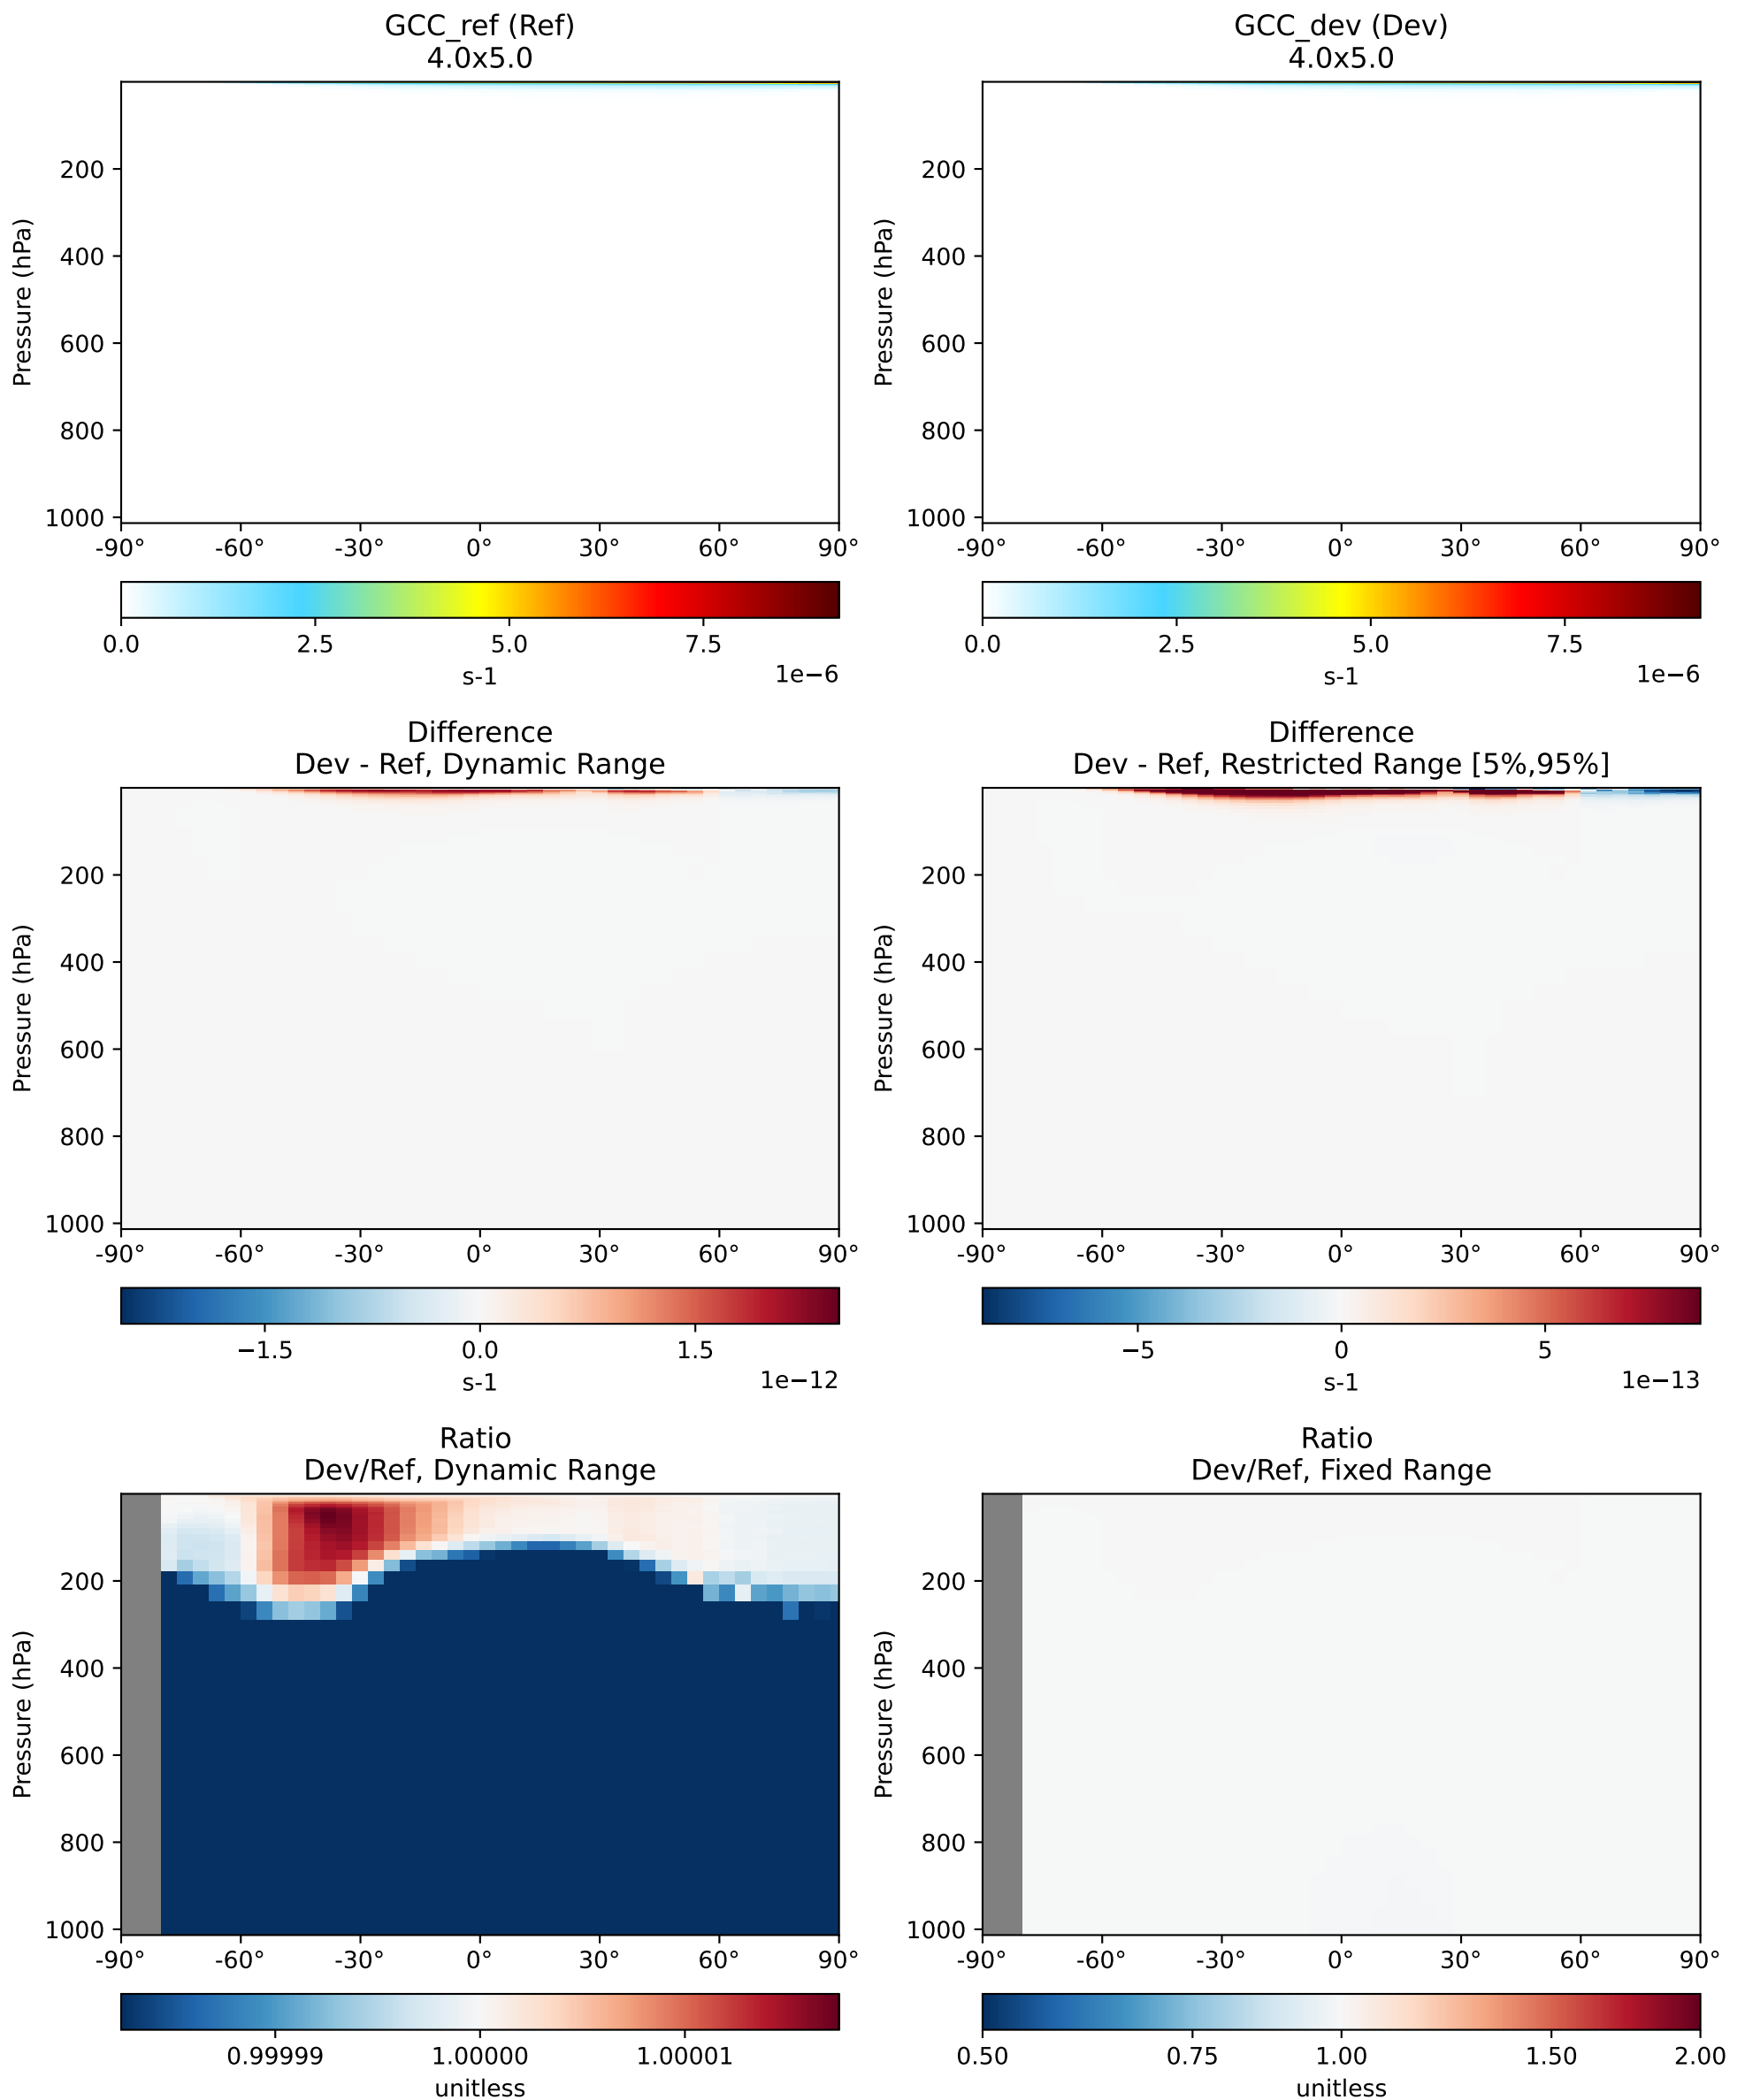 GCC_ref (Ref)
4.0x5.0
Pressure (hPa)
200
400
600
800
1000
-90° -60° -30° 0° 30° 60° 90°
0.0 2.5 5.0 7.5
s-1
1e−6
GCC_dev (Dev)
4.0x5.0
Pressure (hPa)
200
400
600
800
1000
-90° -60° -30° 0° 30° 60° 90°
0.0 2.5 5.0 7.5
s-1
1e−6
Difference
Dev - Ref, Dynamic Range
Pressure (hPa)
200
400
600
800
1000
-90° -60° -30° 0° 30° 60° 90°
−1.5 0.0 1.5
s-1
1e−12
Difference
Dev - Ref, Restricted Range [5%,95%]
Pressure (hPa)
200
400
600
800
1000
-90° -60° -30° 0° 30° 60° 90°
−5 0 5
s-1
1e−13
Ratio
Dev/Ref, Dynamic Range
Pressure (hPa)
200
400
600
800
1000
-90° -60° -30° 0° 30° 60° 90°
0.99999 1.00000 1.00001
unitless
Ratio
Dev/Ref, Fixed Range
Pressure (hPa)
200
400
600
800
1000
-90° -60° -30° 0° 30° 60° 90°
0.50 0.75 1.00 1.50 2.00
unitless